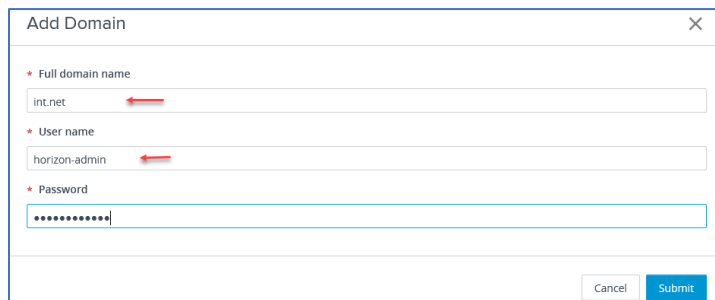 Add Domain
* Full domain name
int.net
* User name
horizon-admin
* Password
••••••••••••
Cancel Submit